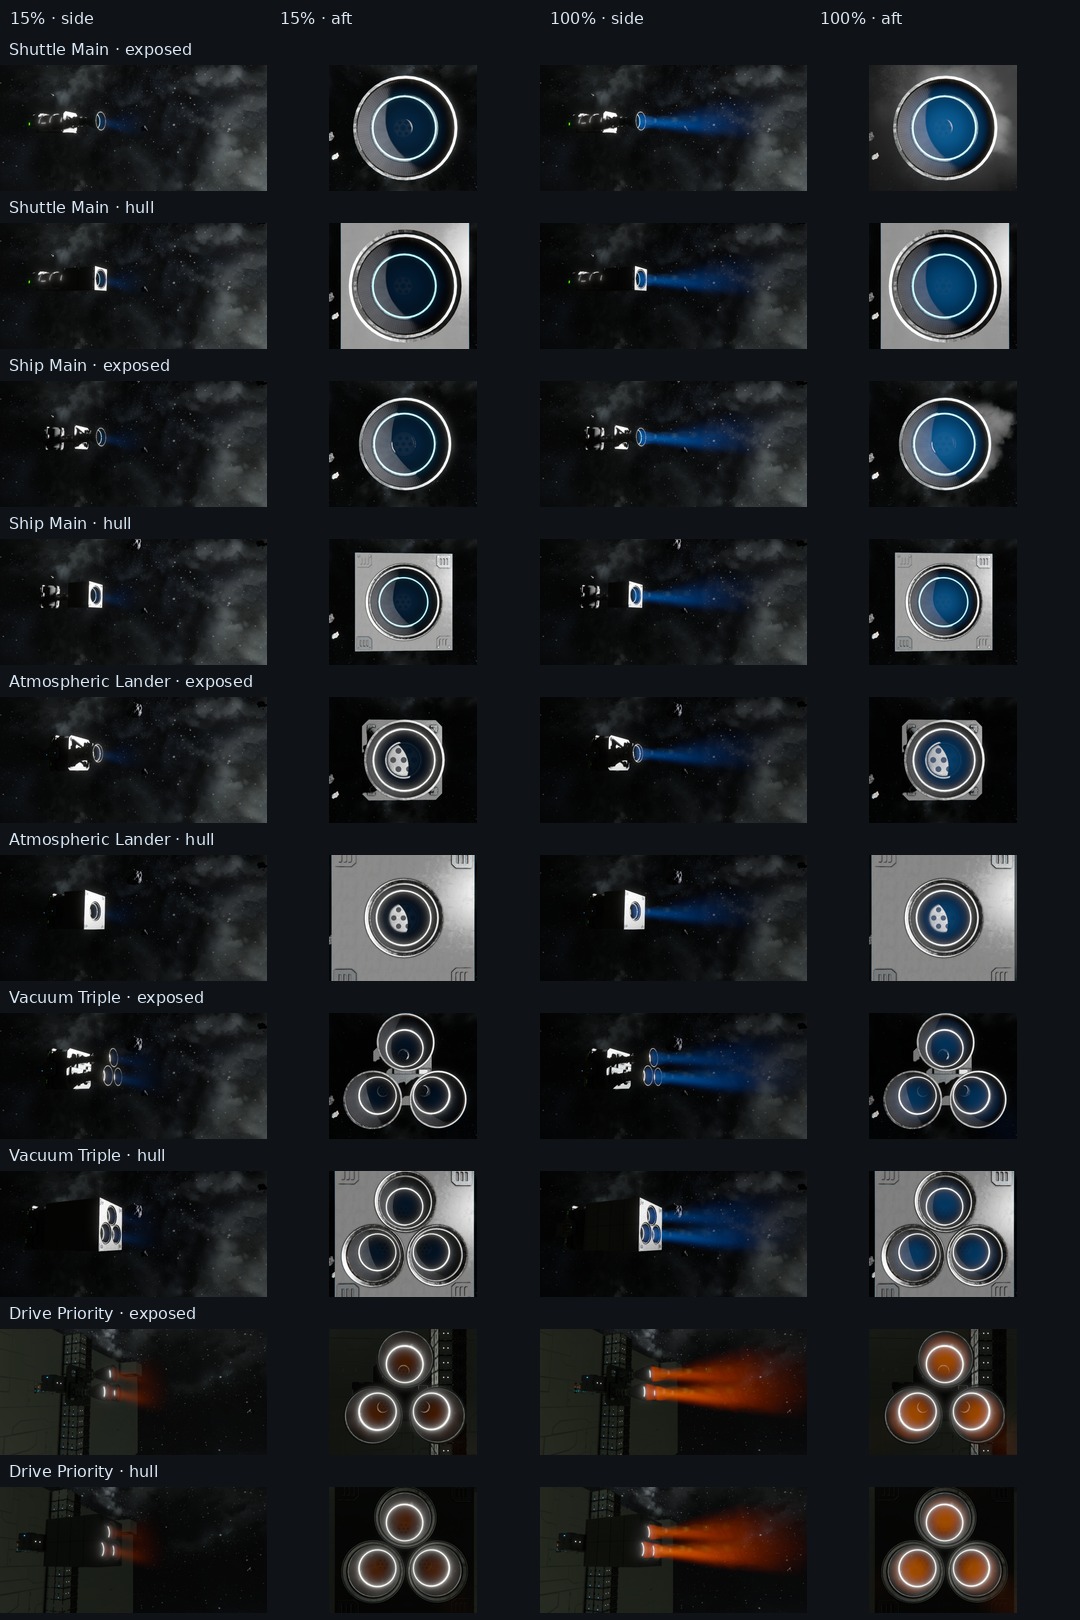 15% · side 15% · aft 100% · side 100% · aft
Shuttle Main · exposed
Shuttle Main · hull
Ship Main · exposed
Ship Main · hull
Atmospheric Lander · exposed
Atmospheric Lander · hull
Vacuum Triple · exposed
Vacuum Triple · hull
Drive Priority · exposed
Drive Priority · hull